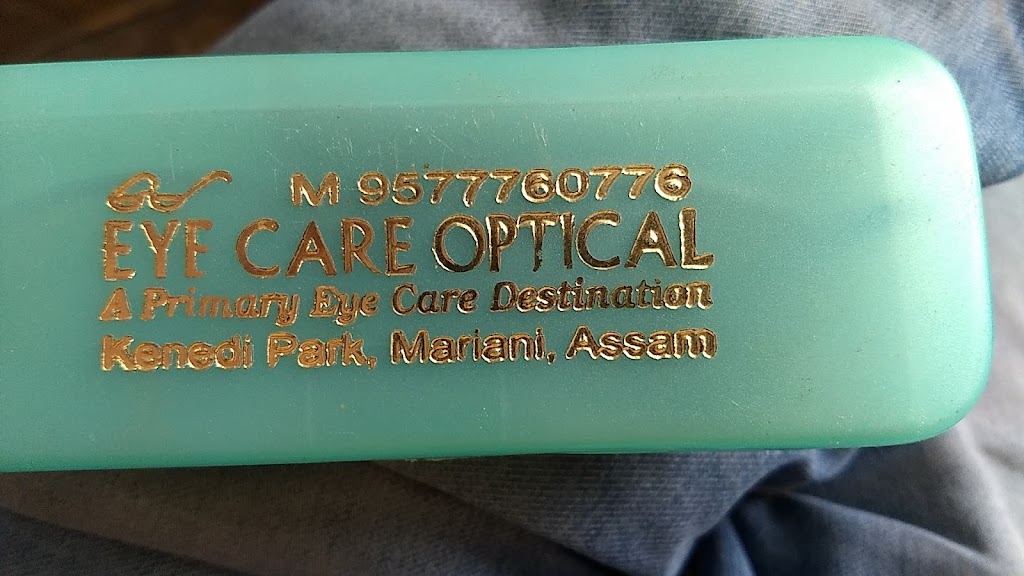 M 9577760776
EYE CARE OPTICAL
A Primary Eye Care Destination
Kenedi Park, Mariani, Assam